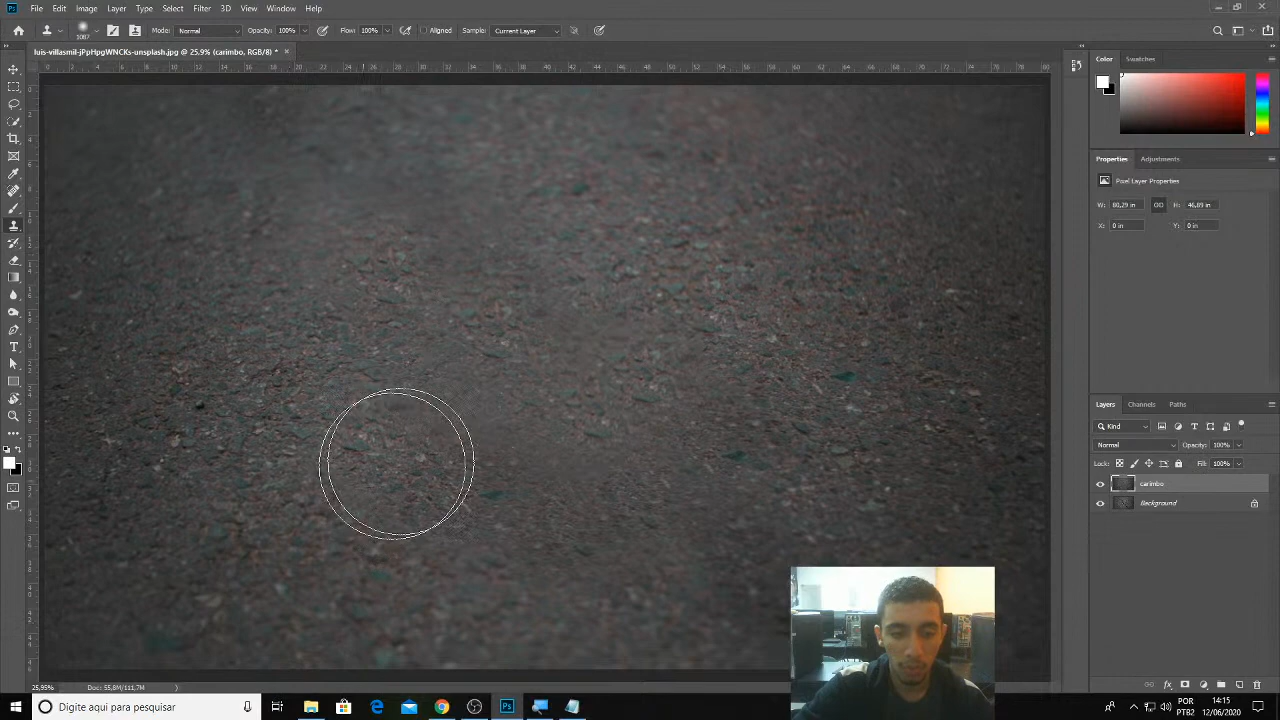 File Edit Image Layer Type Select Filter 3D View Window Help
1087 Mode: Normal Opacity: 100% Flow: 100% Aligned Sample: Current Layer
luis-villasmil-jPpHpgWNCKs-unsplash.jpg @ 25.9% (carimbo, RGB/8) *
Color Swatches
Properties Adjustments
Pixel Layer Properties
W: 80,29 in H: 46,89 in
X: 0 in Y: 0 in
Layers Channels Paths
Kind
Normal Opacity: 100%
Lock: Fill: 100%
carimbo
Background
25,95% Doc: 55,8M/111,7M
Digite aqui para pesquisar
POR 14:15
PTB2 12/06/2020